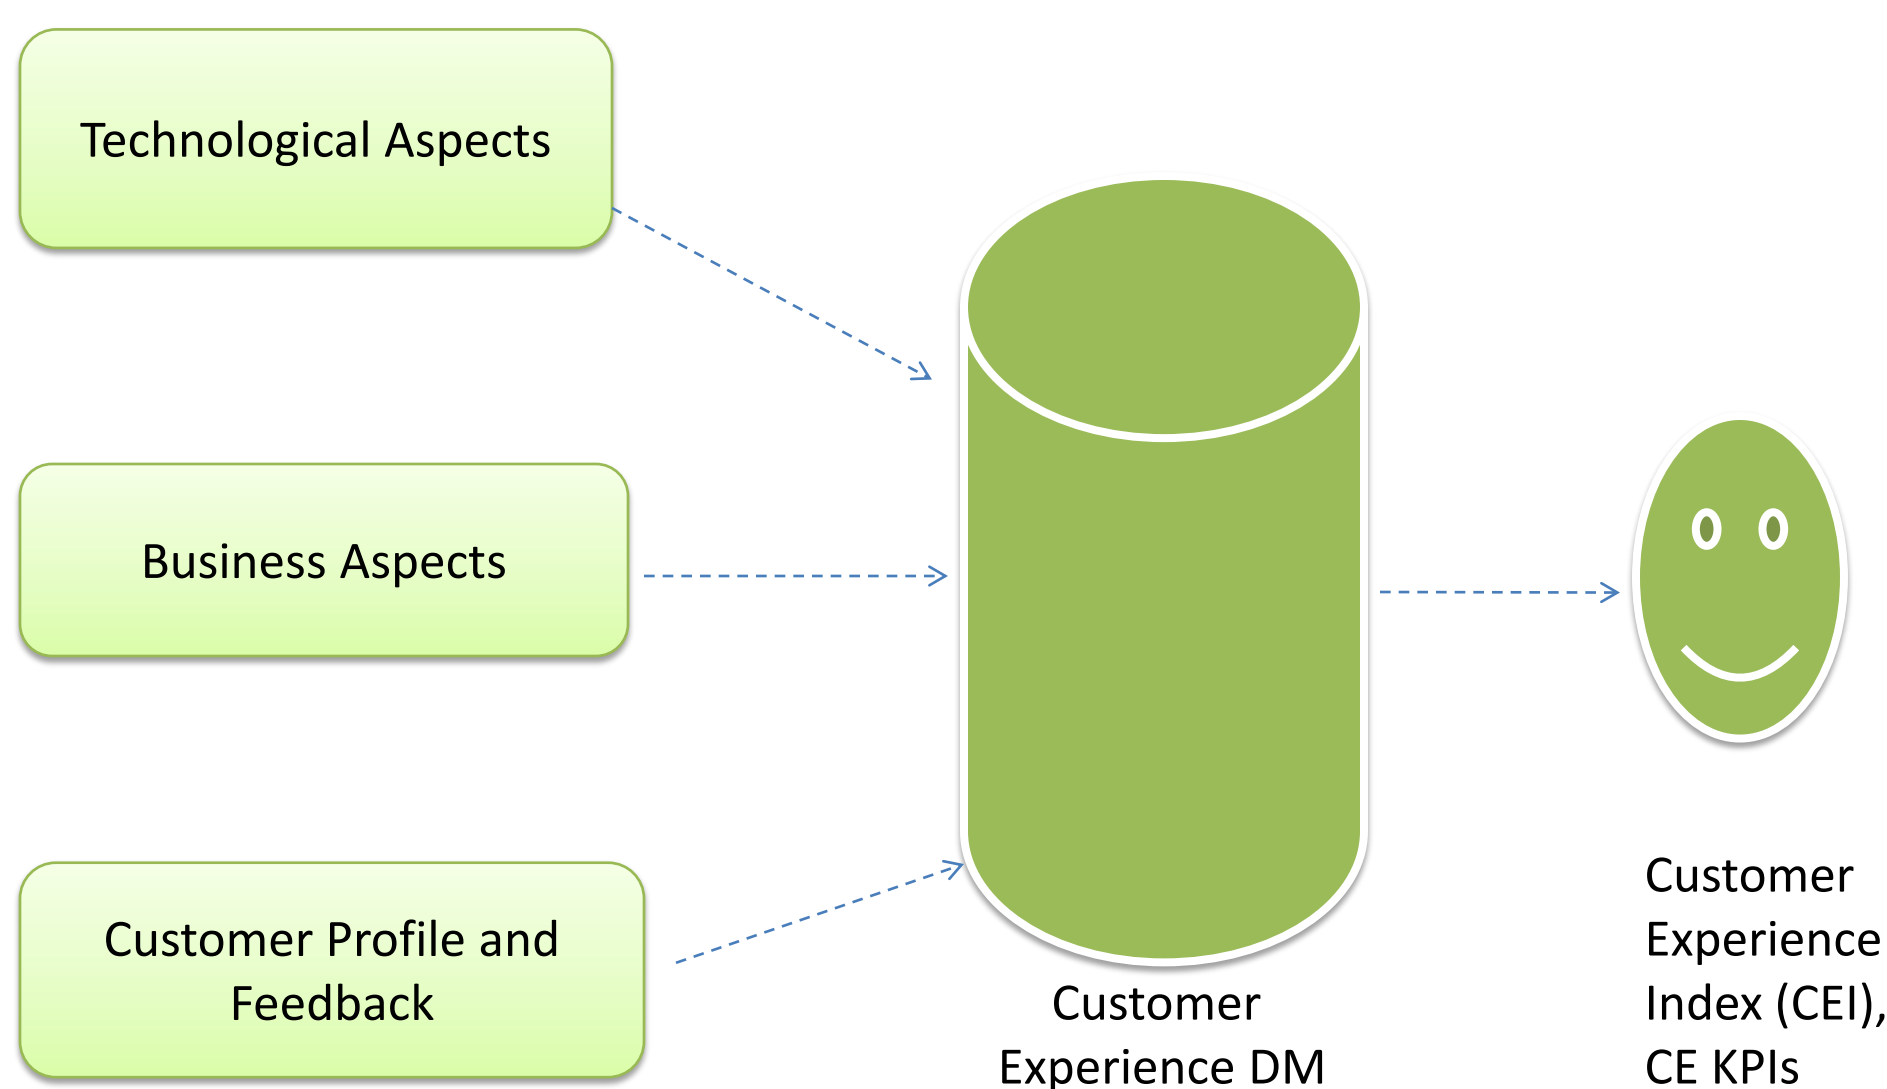 Technological Aspects
Business Aspects
Customer Profile and
Feedback
Customer
Experience DM
Customer
Experience
Index (CEI),
CE KPIs